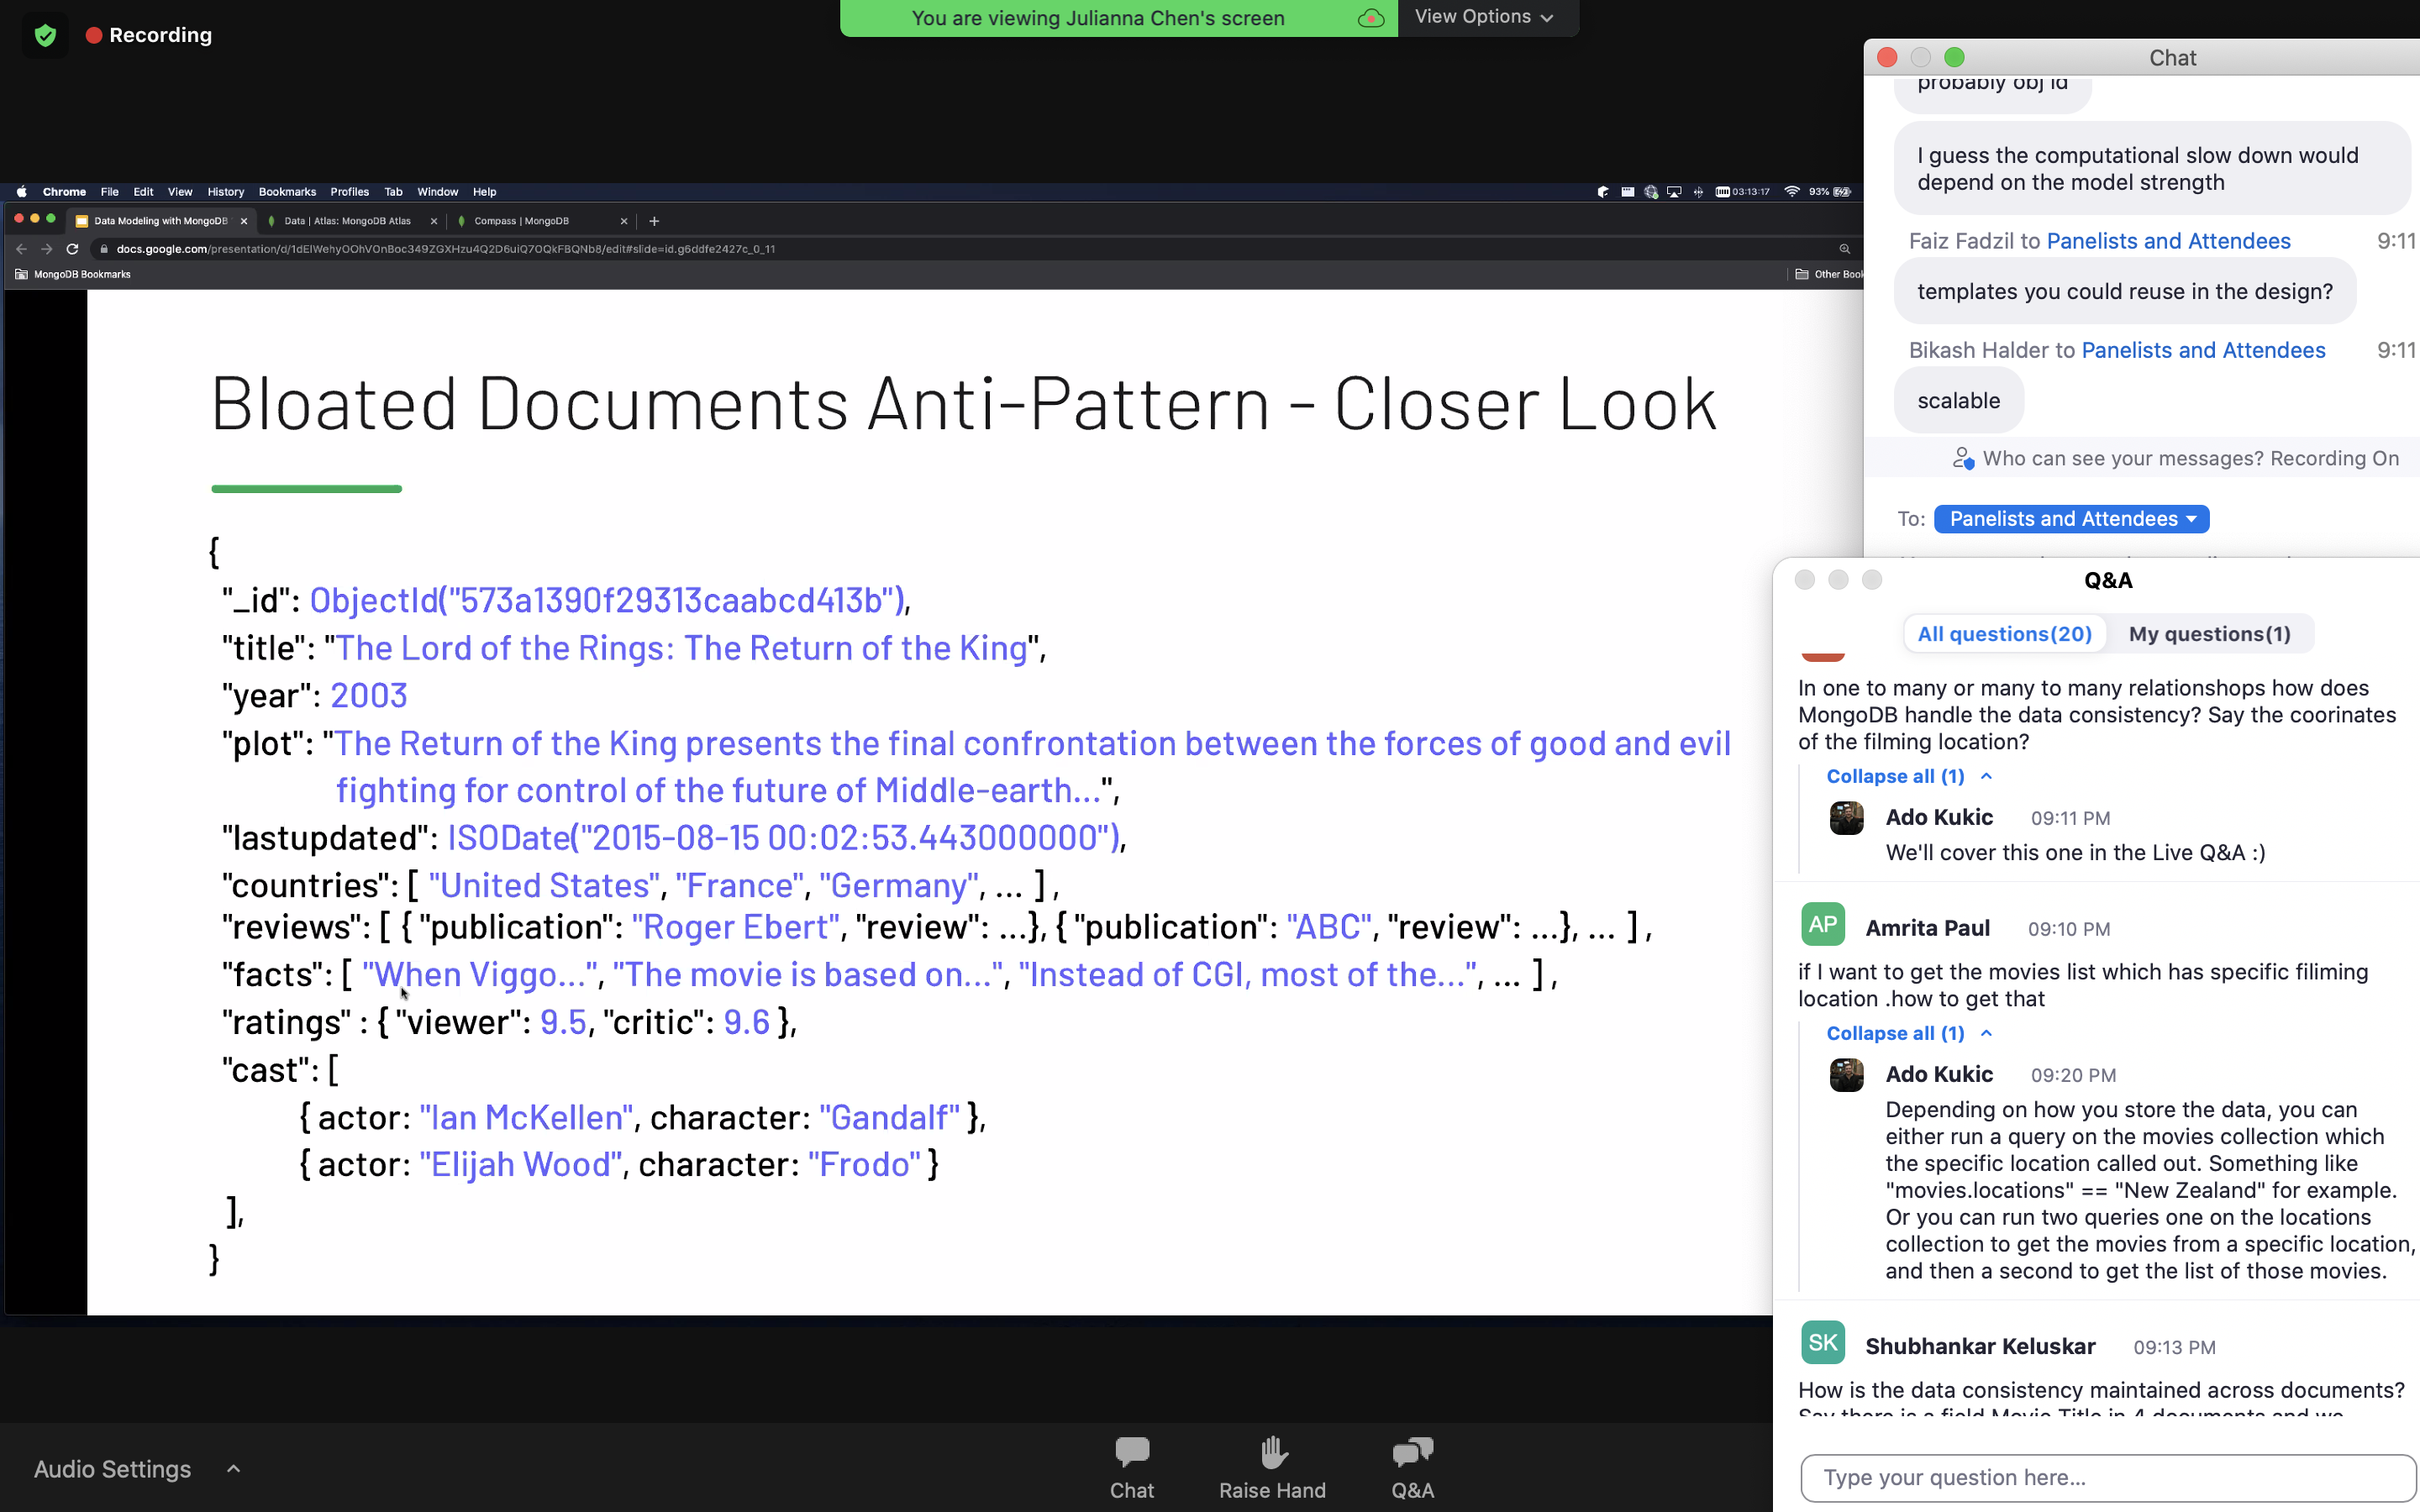 Recording
You are viewing Julianna Chen's screen
View Options
Chrome File Edit View History Bookmarks Profiles Tab Window Help
03:13:17 93%
Data Modeling with MongoDB
Data | Atlas: MongoDB Atlas
Compass | MongoDB
docs.google.com/presentation/d/1dEIWehyOOhVOnBoc349ZGXHzu4Q2D6uiQ7OQkFBQNb8/edit#slide=id.g6ddfe2427c_0_11
MongoDB Bookmarks
Other Book
Bloated Documents Anti-Pattern - Closer Look
{
"_id": ObjectId("573a1390f29313caabcd413b"),
"title": "The Lord of the Rings: The Return of the King",
"year": 2003
"plot": "The Return of the King presents the final confrontation between the forces of good and evil
fighting for control of the future of Middle-earth...",
"lastupdated": ISODate("2015-08-15 00:02:53.443000000"),
"countries": [ "United States", "France", "Germany", ... ],
"reviews": [ { "publication": "Roger Ebert", "review": ...}, { "publication": "ABC", "review": ...}, ... ],
"facts": [ "When Viggo...", "The movie is based on...", "Instead of CGI, most of the...", ... ],
"ratings" : { "viewer": 9.5, "critic": 9.6 },
"cast": [
{ actor: "Ian McKellen", character: "Gandalf" },
{ actor: "Elijah Wood", character: "Frodo" }
],
}
Chat
probably obj id
I guess the computational slow down would
depend on the model strength
Faiz Fadzil to Panelists and Attendees 9:11
templates you could reuse in the design?
Bikash Halder to Panelists and Attendees 9:11
scalable
Who can see your messages? Recording On
To: Panelists and Attendees
Q&A
All questions(20) My questions(1)
In one to many or many to many relationshops how does
MongoDB handle the data consistency? Say the coorinates
of the filming location?
Collapse all (1)
Ado Kukic 09:11 PM
We'll cover this one in the Live Q&A :)
AP Amrita Paul 09:10 PM
if I want to get the movies list which has specific filiming
location .how to get that
Collapse all (1)
Ado Kukic 09:20 PM
Depending on how you store the data, you can
either run a query on the movies collection which
the specific location called out. Something like
"movies.locations" == "New Zealand" for example.
Or you can run two queries one on the locations
collection to get the movies from a specific location,
and then a second to get the list of those movies.
SK Shubhankar Keluskar 09:13 PM
How is the data consistency maintained across documents?
Say there is a field Movie Title in 4 documents and we
Type your question here...
Audio Settings
Chat
Raise Hand
Q&A